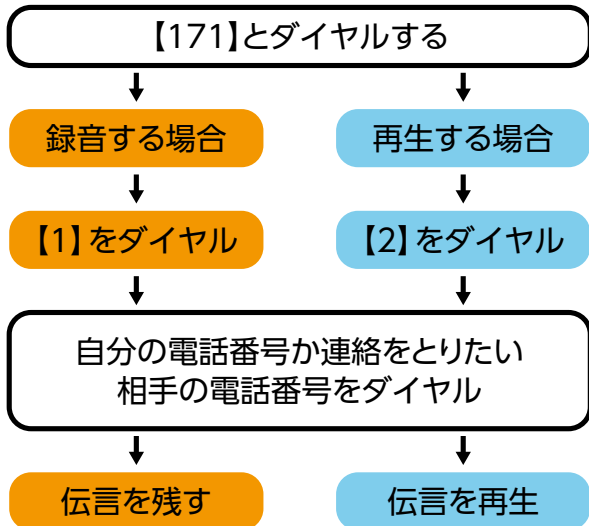 【171】とダイヤルする
録音する場合
再生する場合
【1】をダイヤル
【2】をダイヤル
自分の電話番号か連絡をとりたい
相手の電話番号をダイヤル
伝言を残す
伝言を再生